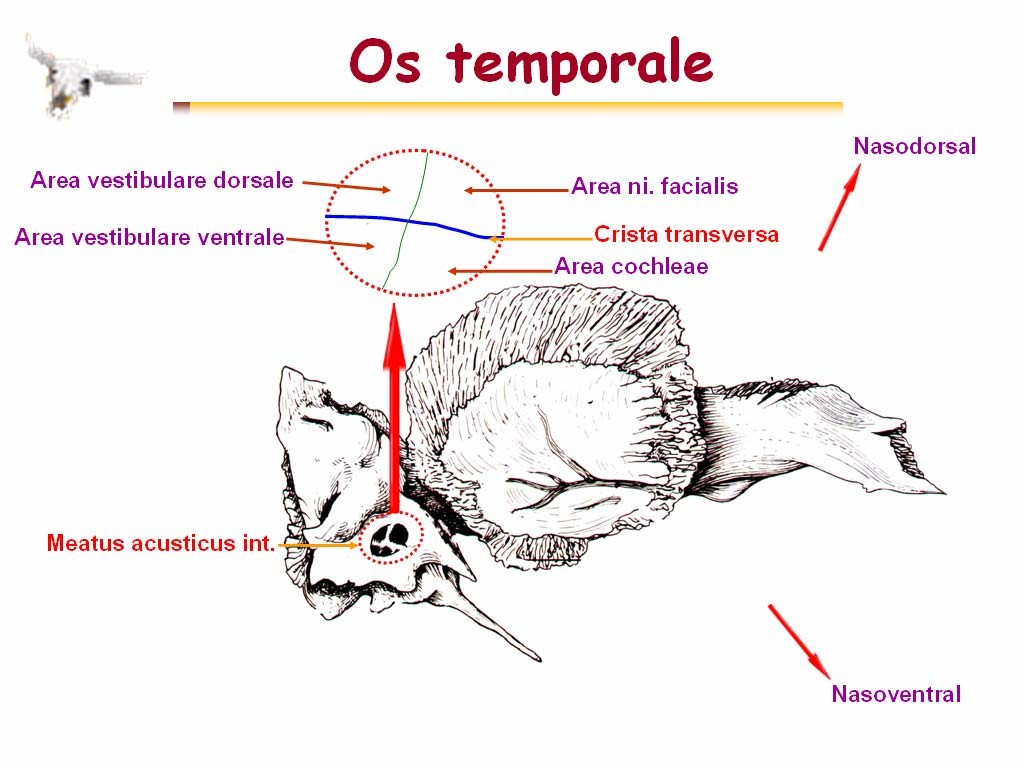 Os temporale
Nasodorsal
Area vestibulare dorsale
Area ni. facialis
Area vestibulare ventrale
Crista transversa
Area cochleae
Meatus acusticus int.
Nasoventral